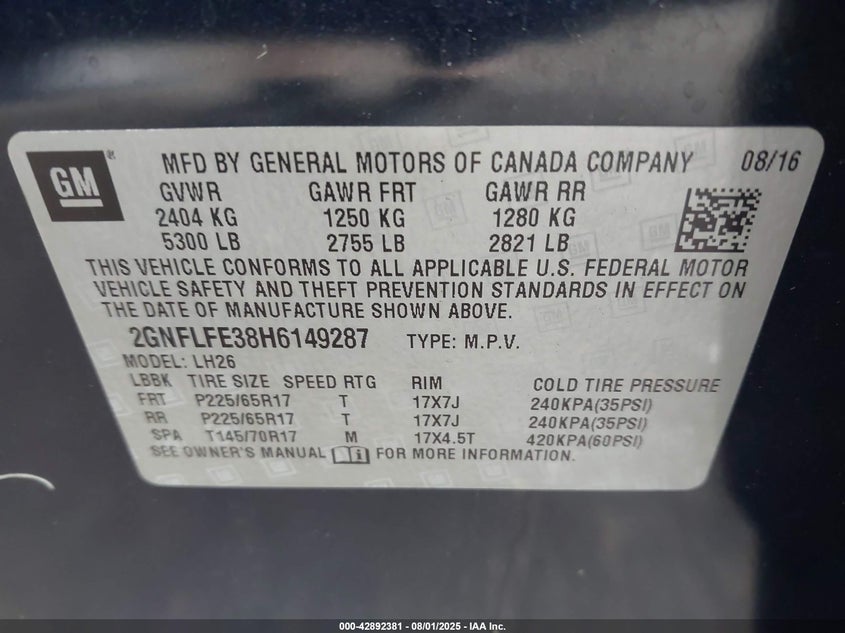 GM ® MFD BY GENERAL MOTORS OF CANADA COMPANY 08/16
GVWR GAWR FRT GAWR RR
2404 KG 1250 KG 1280 KG
5300 LB 2755 LB 2821 LB
THIS VEHICLE CONFORMS TO ALL APPLICABLE U.S. FEDERAL MOTOR
VEHICLE SAFETY AND THEFT PREVENTION STANDARDS IN EFFECT ON
THE DATE OF MANUFACTURE SHOWN ABOVE.
2GNFLFE38H6149287 TYPE: M.P.V.
MODEL: LH26
LBBK TIRE SIZE SPEED RTG RIM COLD TIRE PRESSURE
FRT P225/65R17 T 17X7J 240KPA(35PSI)
RR P225/65R17 T 17X7J 240KPA(35PSI)
SPA T145/70R17 M 17X4.5T 420KPA(60PSI)
SEE OWNER'S MANUAL FOR MORE INFORMATION.
000-42892381 - 08/01/2025 - IAA Inc.